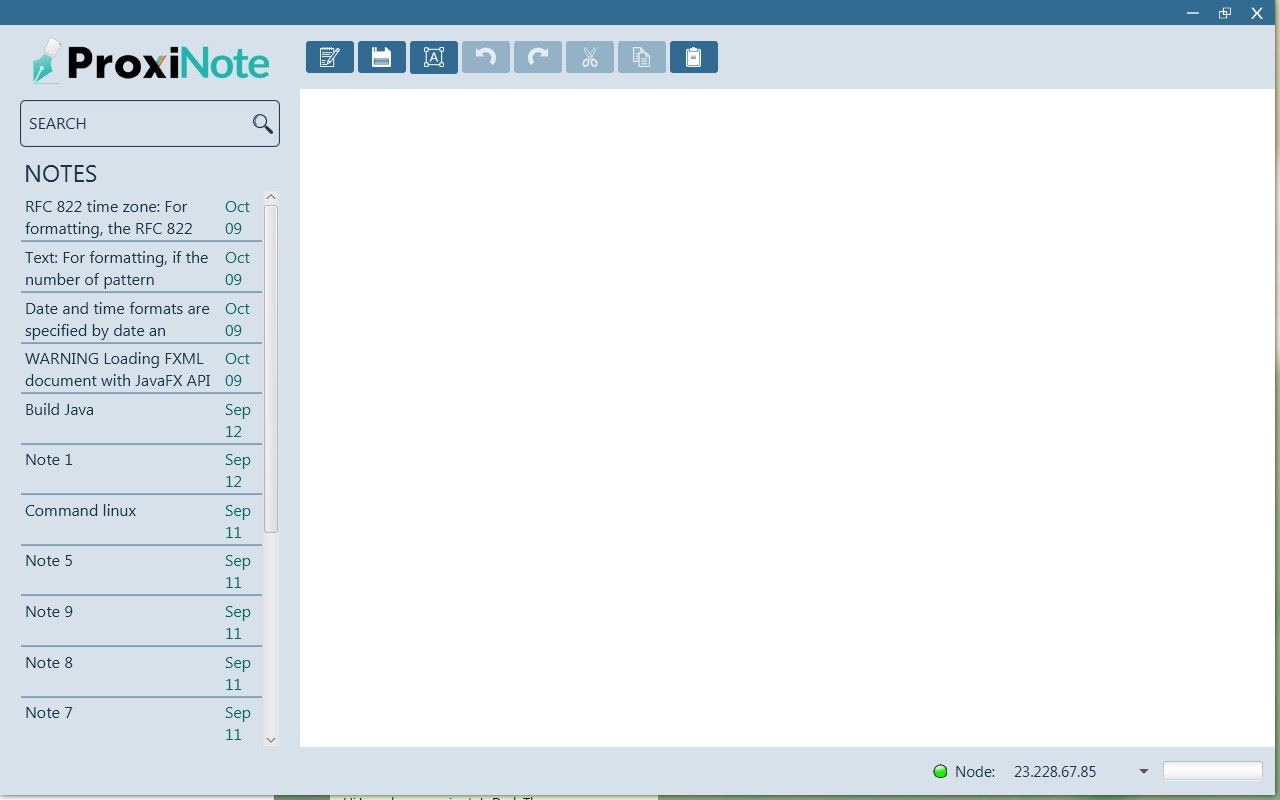 ProxiNote
SEARCH
NOTES
RFC 822 time zone: For
formatting, the RFC 822
Oct
09
Text: For formatting, if the
number of pattern
Oct
09
Date and time formats are
specified by date an
Oct
09
WARNING Loading FXML
document with JavaFX API
Oct
09
Build Java
Sep
12
Note 1
Sep
12
Command linux
Sep
11
Note 5
Sep
11
Note 9
Sep
11
Note 8
Sep
11
Note 7
Sep
11
Node: 23.228.67.85